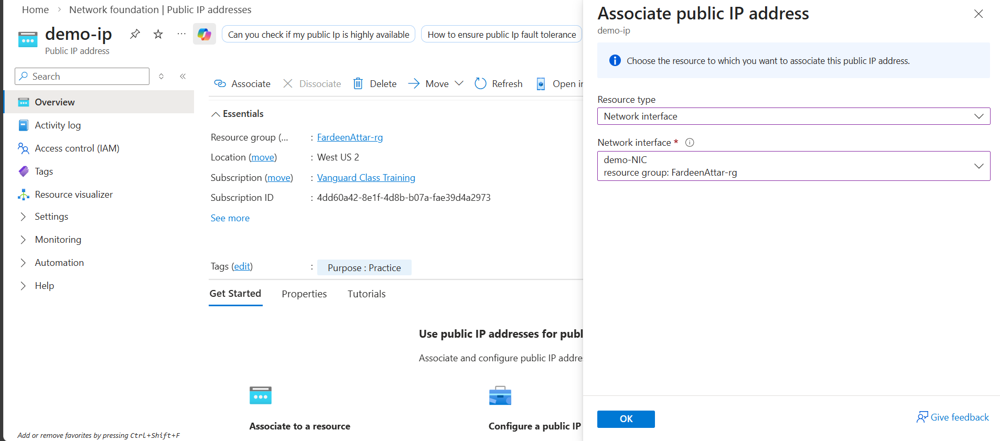 Home > Network foundation | Public IP addresses
demo-ip
Public IP address
Can you check if my public Ip is highly available
How to ensure public Ip fault tolerance
Search
Overview
Activity log
Access control (IAM)
Tags
Resource visualizer
Settings
Monitoring
Automation
Help
Add or remove favorites by pressing Ctrl+Shift+F
Associate Dissociate Delete Move Refresh Open in
Essentials
Resource group (... : FardeenAttar-rg
Location (move) : West US 2
Subscription (move) : Vanguard Class Training
Subscription ID : 4dd60a42-8e1f-4d8b-b07a-fae39d4a2973
See more
Tags (edit) : Purpose : Practice
Get Started Properties Tutorials
Use public IP addresses for publ
Associate and configure public IP addre
Associate to a resource
Configure a public IP
Associate public IP address
demo-ip
Choose the resource to which you want to associate this public IP address.
Resource type
Network interface
Network interface *
demo-NIC
resource group: FardeenAttar-rg
OK
Give feedback